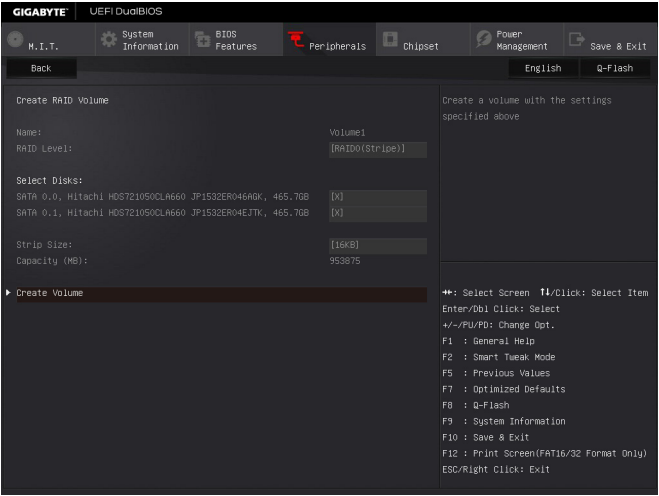 GIGABYTE™ UEFI DualBIOS
M.I.T. System Information BIOS Features Peripherals Chipset Power Management Save & Exit
Back English Q-Flash
Create RAID Volume
Name: Volume1
RAID Level: [RAID0(Stripe)]
Select Disks:
SATA 0.0, Hitachi HDS721050CLA660 JP1532ER046AGK, 465.7GB [X]
SATA 0.1, Hitachi HDS721050CLA660 JP1532ER04EJTK, 465.7GB [X]
Strip Size: [16KB]
Capacity (MB): 953875
Create Volume
Create a volume with the settings
specified above
→←: Select Screen ↑↓/Click: Select Item
Enter/Dbl Click: Select
+/-/PU/PD: Change Opt.
F1 : General Help
F2 : Smart Tweak Mode
F5 : Previous Values
F7 : Optimized Defaults
F8 : Q-Flash
F9 : System Information
F10 : Save & Exit
F12 : Print Screen(FAT16/32 Format Only)
ESC/Right Click: Exit